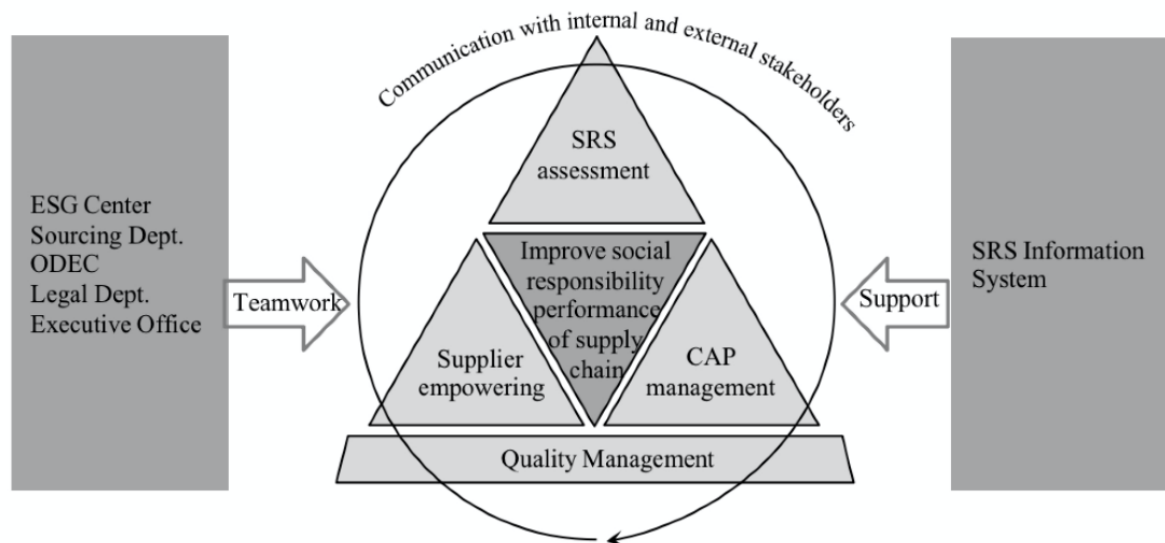 Communication with internal and external stakeholders
ESG Center
Sourcing Dept.
ODEC
Legal Dept.
Executive Office
Teamwork
SRS
assessment
Improve social
responsibility
performance
of supply
chain
Supplier
empowering
CAP
management
Quality Management
Support
SRS Information
System